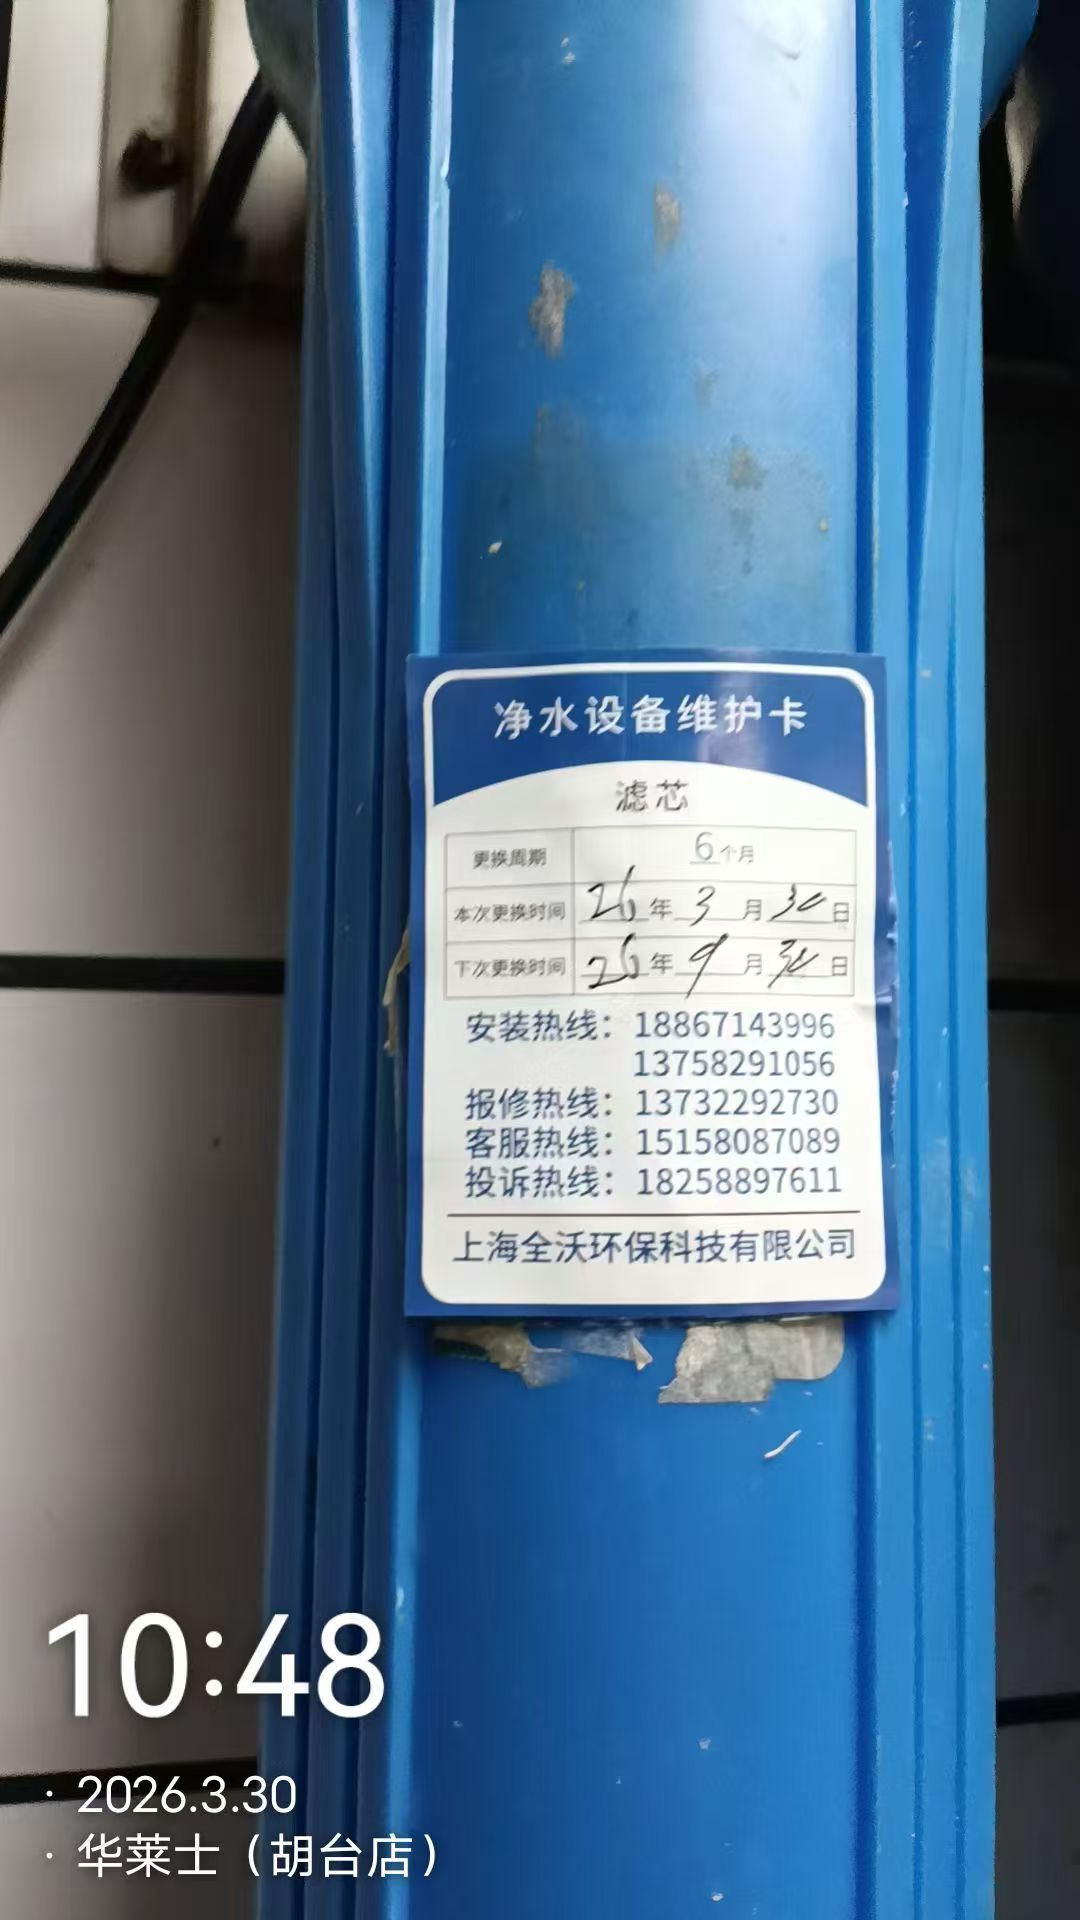 净水设备维护卡
滤芯
更换周期 6个月
本次更换时间 26年3月30日
下次更换时间 26年9月30日
安装热线：18867143996
13758291056
报修热线：13732292730
客服热线：15158087089
投诉热线：18258897611
上海全沃环保科技有限公司
10:48
· 2026.3.30
· 华莱士（胡台店）